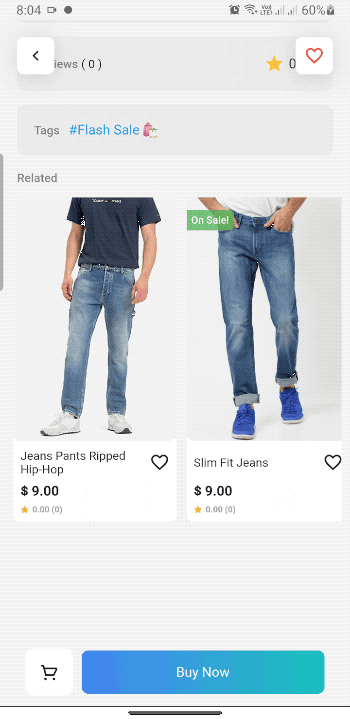 8:04 60%
iews ( 0 ) 0
Tags #Flash Sale
Related
On Sale!
Jeans Pants Ripped
Hip-Hop
Slim Fit Jeans
$ 9.00 $ 9.00
0.00 (0) 0.00 (0)
Buy Now